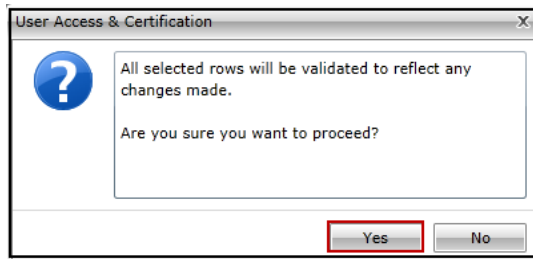 User Access & Certification X
All selected rows will be validated to reflect any
changes made.
Are you sure you want to proceed?
Yes No